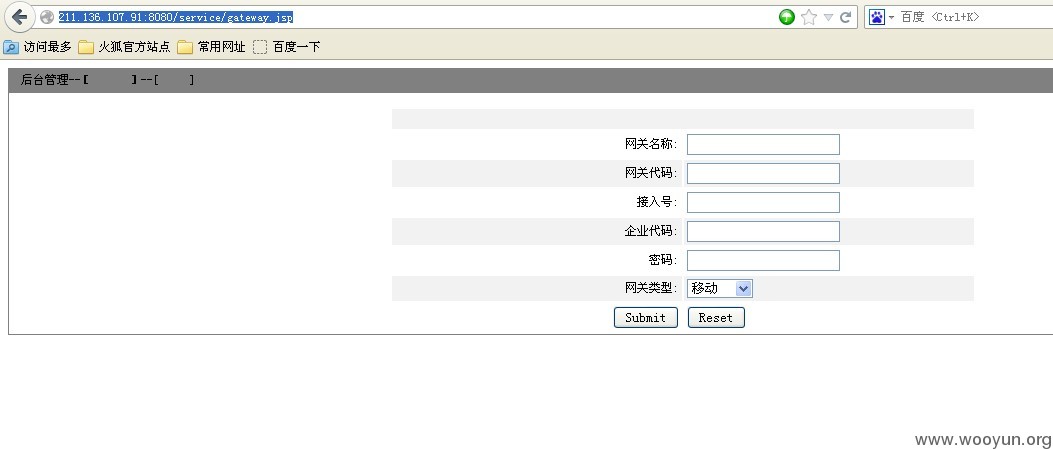 211.136.107.91:8080/service/gateway.jsp
百度 <Ctrl+K>
访问最多 火狐官方站点 常用网址 百度一下
后台管理--[ ]--[ ]
网关名称:
网关代码:
接入号:
企业代码:
密码:
网关类型: 移动
Submit Reset
www.wooyun.org